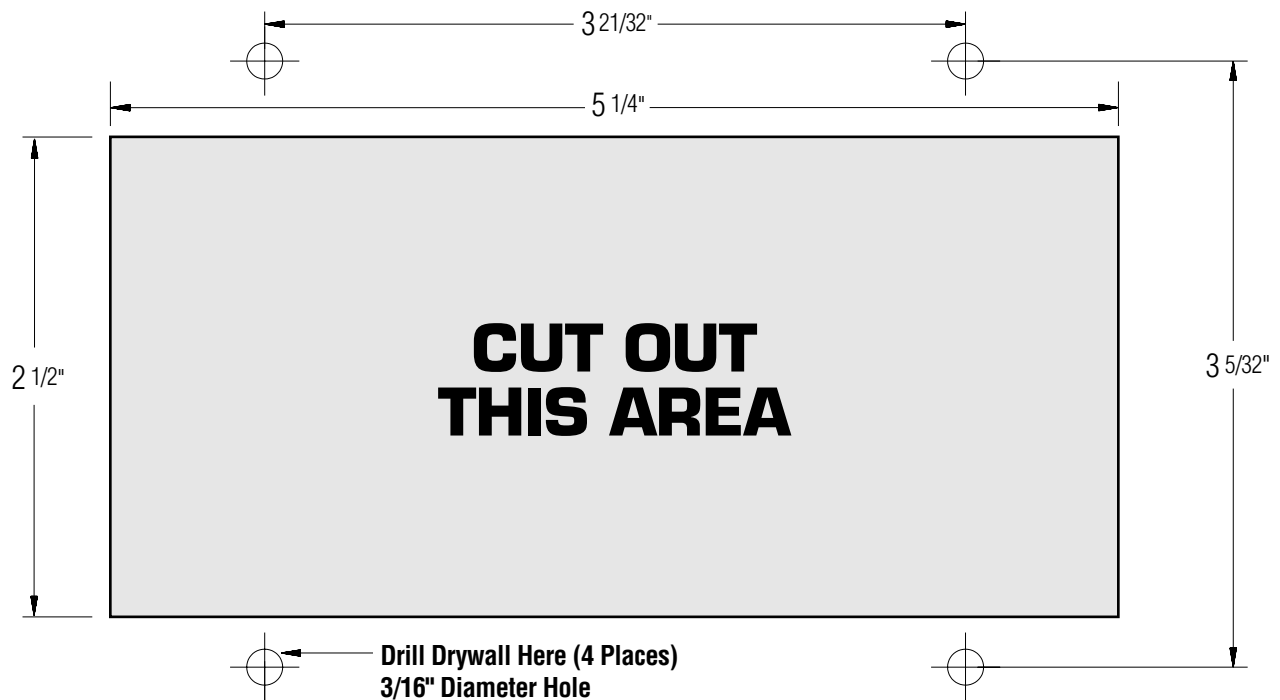 3 21/32"
5 1/4"
2 1/2"
3 5/32"
CUT OUT
THIS AREA
Drill Drywall Here (4 Places)
3/16" Diameter Hole